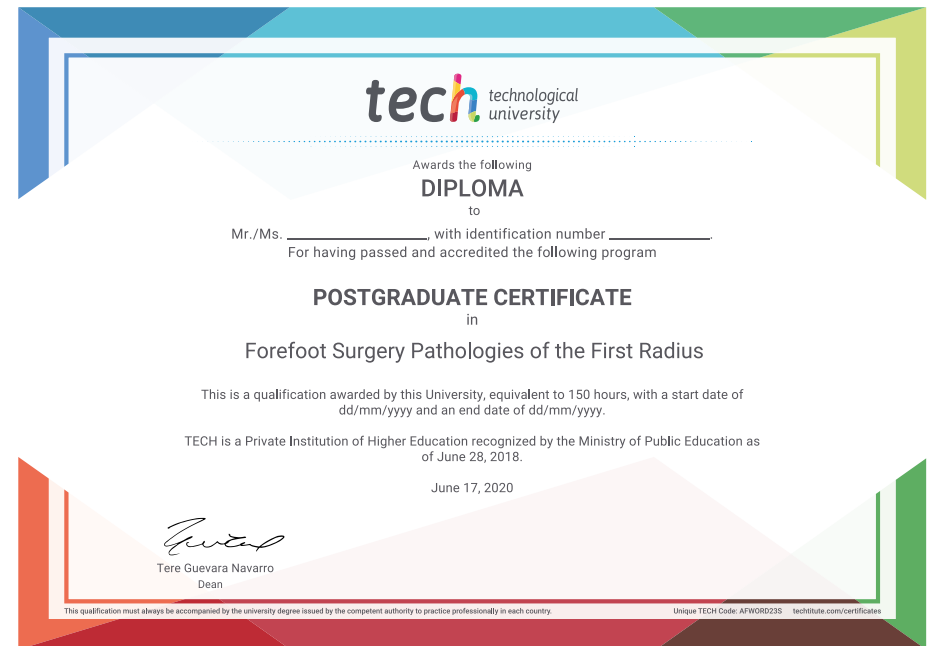 tech technological
university
Awards the following
DIPLOMA
to
Mr./Ms. ____________________, with identification number ______________.
For having passed and accredited the following program
POSTGRADUATE CERTIFICATE
in
Forefoot Surgery Pathologies of the First Radius
This is a qualification awarded by this University, equivalent to 150 hours, with a start date of
dd/mm/yyyy and an end date of dd/mm/yyyy.
TECH is a Private Institution of Higher Education recognized by the Ministry of Public Education as
of June 28, 2018.
June 17, 2020
Tere Guevara Navarro
Dean
This qualification must always be accompanied by the university degree issued by the competent authority to practice professionally in each country.
Unique TECH Code: AFWORD23S techtitute.com/certificates